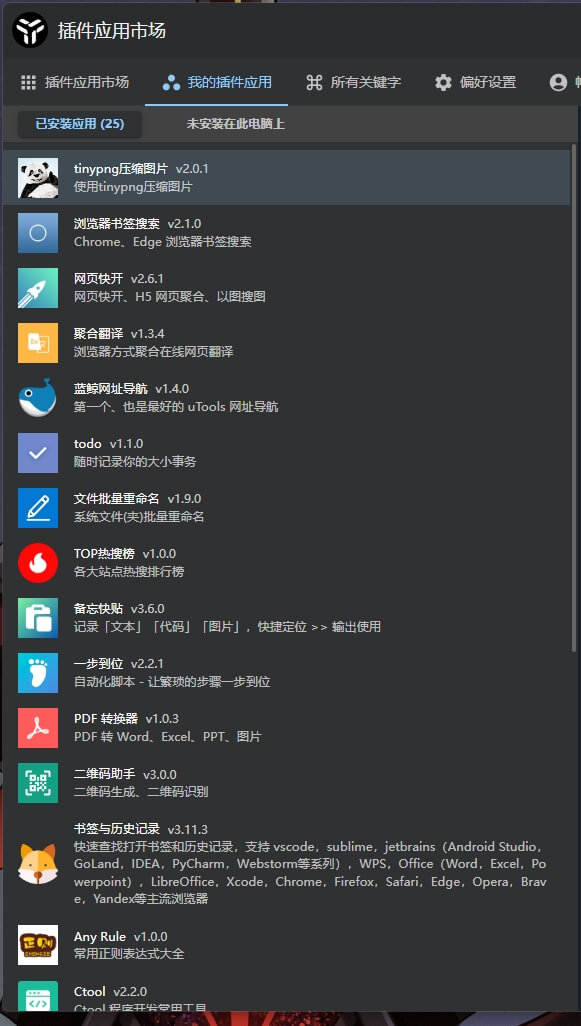 插件应用市场
插件应用市场 我的插件应用 所有关键字 偏好设置
已安装应用 (25) 未安装在此电脑上
tinypng压缩图片 v2.0.1
使用tinypng压缩图片
浏览器书签搜索 v2.1.0
Chrome、Edge 浏览器书签搜索
网页快开 v2.6.1
网页快开、H5 网页聚合、以图搜图
聚合翻译 v1.3.4
浏览器方式聚合在线网页翻译
蓝鲸网址导航 v1.4.0
第一个、也是最好的 uTools 网址导航
todo v1.1.0
随时记录你的大小事务
文件批量重命名 v1.9.0
系统文件(夹)批量重命名
TOP热搜榜 v1.0.0
各大站点热搜排行榜
备忘快贴 v3.6.0
记录「文本」「代码」「图片」，快捷定位 >> 输出使用
一步到位 v2.2.1
自动化脚本 - 让繁琐的步骤一步到位
PDF 转换器 v1.0.3
PDF 转 Word、Excel、PPT、图片
二维码助手 v3.0.0
二维码生成、二维码识别
书签与历史记录 v3.11.3
快速查找打开书签和历史记录，支持 vscode，sublime，jetbrains（Android Studio，
GoLand，IDEA，PyCharm，Webstorm等系列），WPS，Office（Word，Excel，Po
werpoint），LibreOffice，Xcode，Chrome，Firefox，Safari，Edge，Opera，Brav
e，Yandex等主流浏览器
正则
Any Rule v1.0.0
常用正则表达式大全
Ctool v2.2.0
Ctool 程序开发常用工具